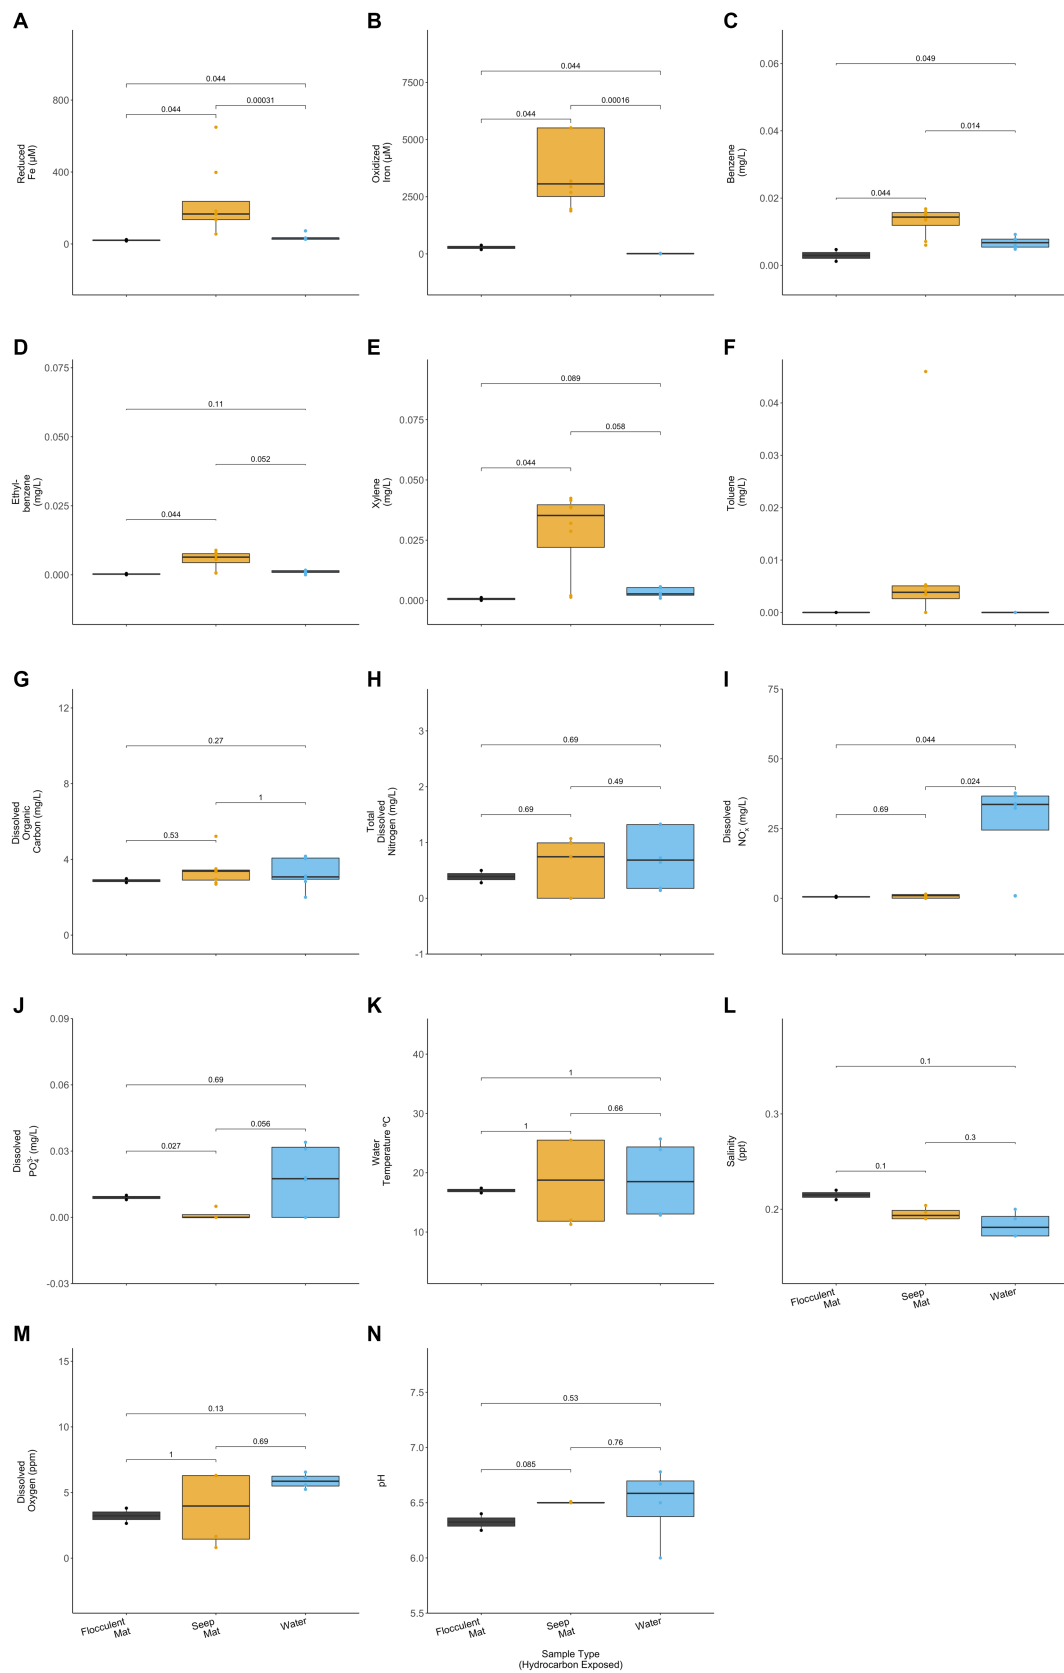 A
Reduced
Fe (µM)
800
400
0
0.044
0.044
0.00031
B
Oxidized
Iron (µM)
7500
5000
2500
0
0.044
0.044
0.00016
C
Benzene
(mg/L)
0.06
0.04
0.02
0.00
0.049
0.014
0.044
D
Ethyl-
benzene
(mg/L)
0.075
0.050
0.025
0.000
0.11
0.052
0.044
E
Xylene
(mg/L)
0.075
0.050
0.025
0.000
0.089
0.058
0.044
F
Toluene
(mg/L)
0.04
0.03
0.02
0.01
0.00
G
Dissolved
Organic
Carbon (mg/L)
12
8
4
0
0.27
1
0.53
H
Total
Dissolved
Nitrogen (mg/L)
3
2
1
0
-1
0.69
0.49
0.69
I
Dissolved
NOₓ⁻ (mg/L)
75
50
25
0
0.044
0.024
0.69
J
Dissolved
PO₄³⁻ (mg/L)
0.09
0.06
0.03
0.00
-0.03
0.69
0.056
0.027
K
Water
Temperature ºC
40
30
20
10
1
0.66
1
L
Salinity
(ppt)
0.3
0.2
0.1
0.3
0.1
Flocculent
Mat
Seep
Mat
Water
M
Dissolved
Oxygen (ppm)
15
10
5
0
0.13
0.69
1
Flocculent
Mat
Seep
Mat
Water
N
pH
7.5
7.0
6.5
6.0
5.5
0.53
0.76
0.085
Flocculent
Mat
Seep
Mat
Water
Sample Type
(Hydrocarbon Exposed)